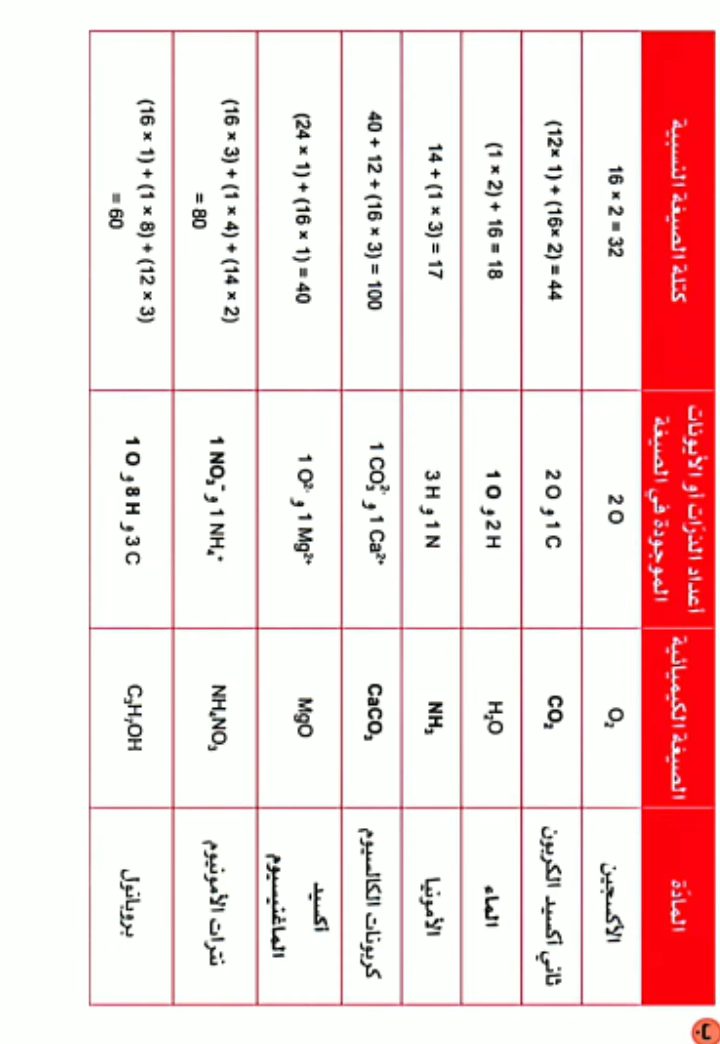 ب.
المادّة
الصيغة الكيميائية
أعداد الذرّات أو الأيونات
الموجودة في الصيغة
كتلة الصيغة النسبية
الأكسجين
O₂
2 O
16 × 2 = 32
ثاني أكسيد الكربون
CO₂
2 O و 1 C
(12× 1) + (16× 2) = 44
الماء
H₂O
1 O و 2 H
(1 × 2) + 16 = 18
الأمونيا
NH₃
3 H و 1 N
14 + (1 × 3) = 17
كربونات الكالسيوم
CaCO₃
1 CO₃²⁻ و 1 Ca²⁺
40 + 12 + (16 × 3) = 100
أكسيد
الماغنيسيوم
MgO
1 O²⁻ و 1 Mg²⁺
(24 × 1) + (16 × 1) = 40
نترات الأمونيوم
NH₄NO₃
1 NO₃⁻ و 1 NH₄⁺
(16 × 3) + (1 × 4) + (14 × 2)
= 80
بروبانول
C₃H₇OH
1 O و 8 H و 3 C
(16 × 1) + (1 × 8) + (12 × 3)
= 60